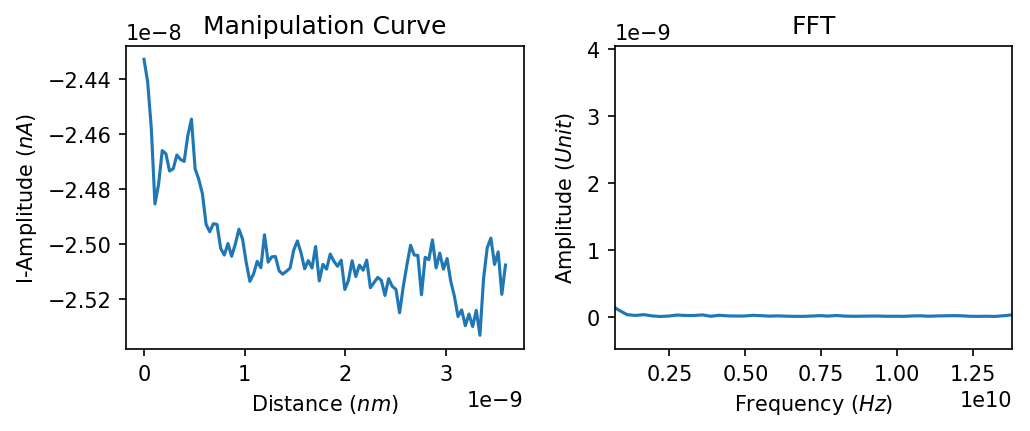 1e−8 Manipulation Curve
−2.44
−2.46
−2.48
−2.50
−2.52
I-Amplitude (nA)
0 1 2 3
Distance (nm) 1e−9
1e−9 FFT
4
3
2
1
0
Amplitude (Unit)
0.25 0.50 0.75 1.00 1.25
Frequency (Hz) 1e10